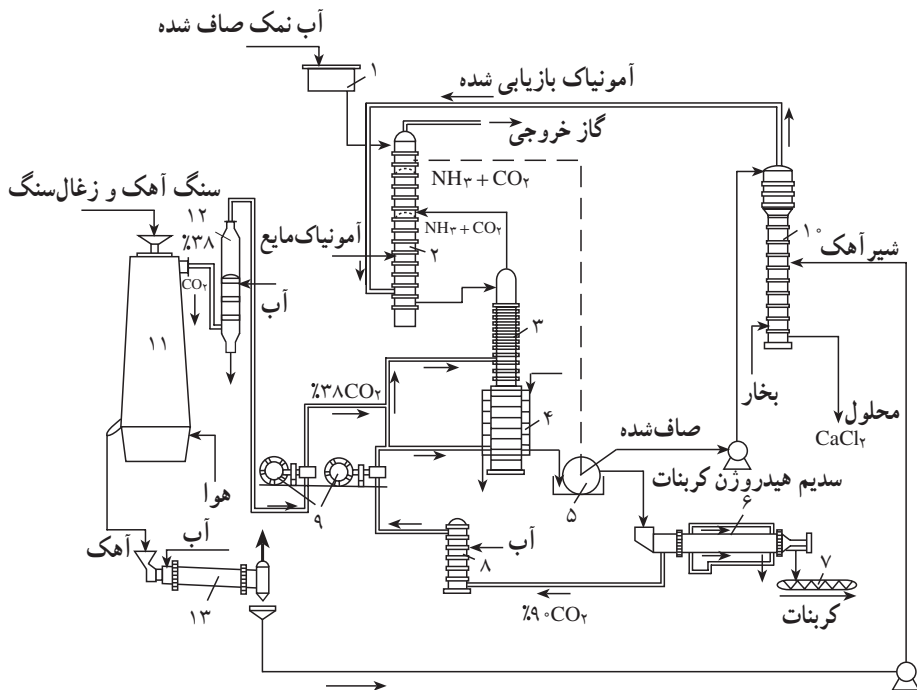 آب نمک صاف شده
۱
آمونیاک بازیابی شده
گاز خروجی
NH۳ + CO۲
سنگ آهک و زغال‌سنگ
۱۲
٪۳۸
CO۲
آمونیاک مایع
NH۳ + CO۲
۲
۱۰
شیر آهک
آب
۳
۱۱
٪۳۸CO۲
بخار
محلول
CaCl۲
۴
صاف‌شده
هوا
۹
۵
سدیم هیدروژن کربنات
۶
آهک
آب
آب
۸
۷
۱۳
٪۹۰CO۲
کربنات